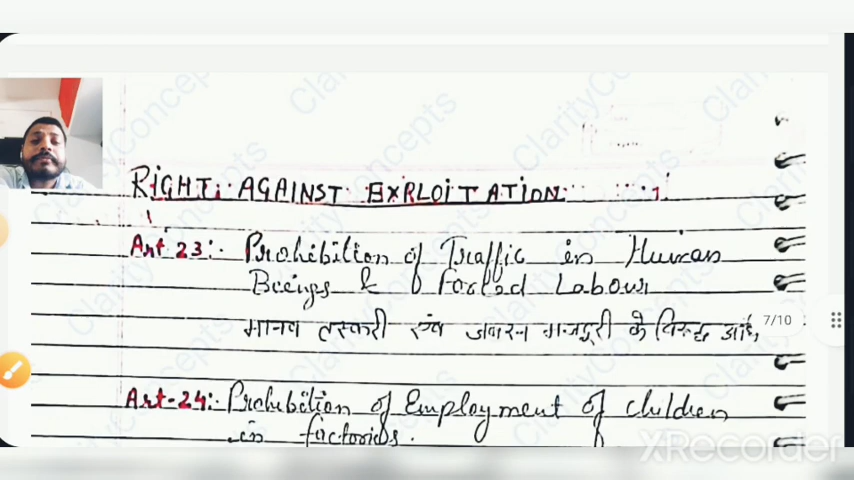 RIGHT AGAINST EXPLOITATION
Art 23:- Prohibition of Traffic in Human
Beings & Forced Labour
मानव तस्करी एवं जबरन मजदूरी के विरुद्ध
7/10
Art-24:- Prohibition of Employment of children
in factories.
ClarityConcepts
XRecorder